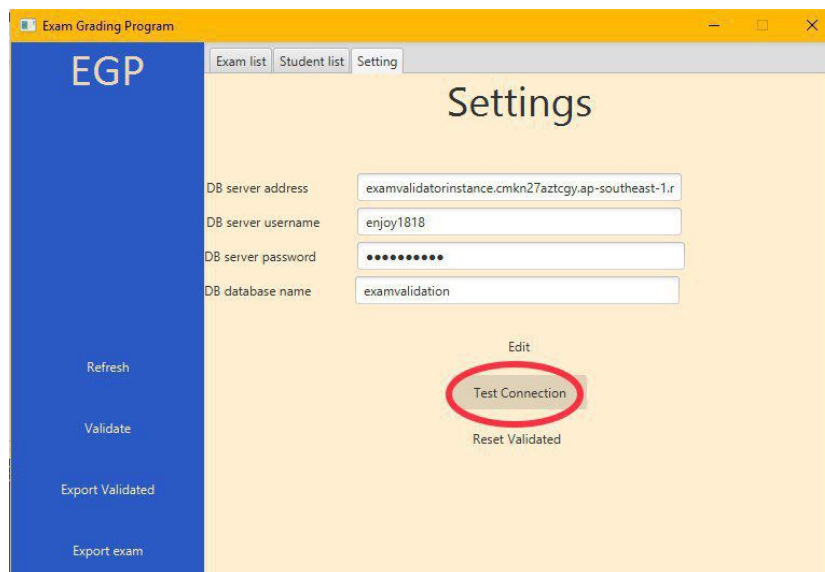 Exam Grading Program
EGP
Exam list Student list Setting
Settings
DB server address examvalidatorinstance.cmkn27aztcgy.ap-southeast-1.r
DB server username enjoy1818
DB server password ••••••••••
DB database name examvalidation
Edit
Refresh
Test Connection
Validate
Reset Validated
Export Validated
Export exam